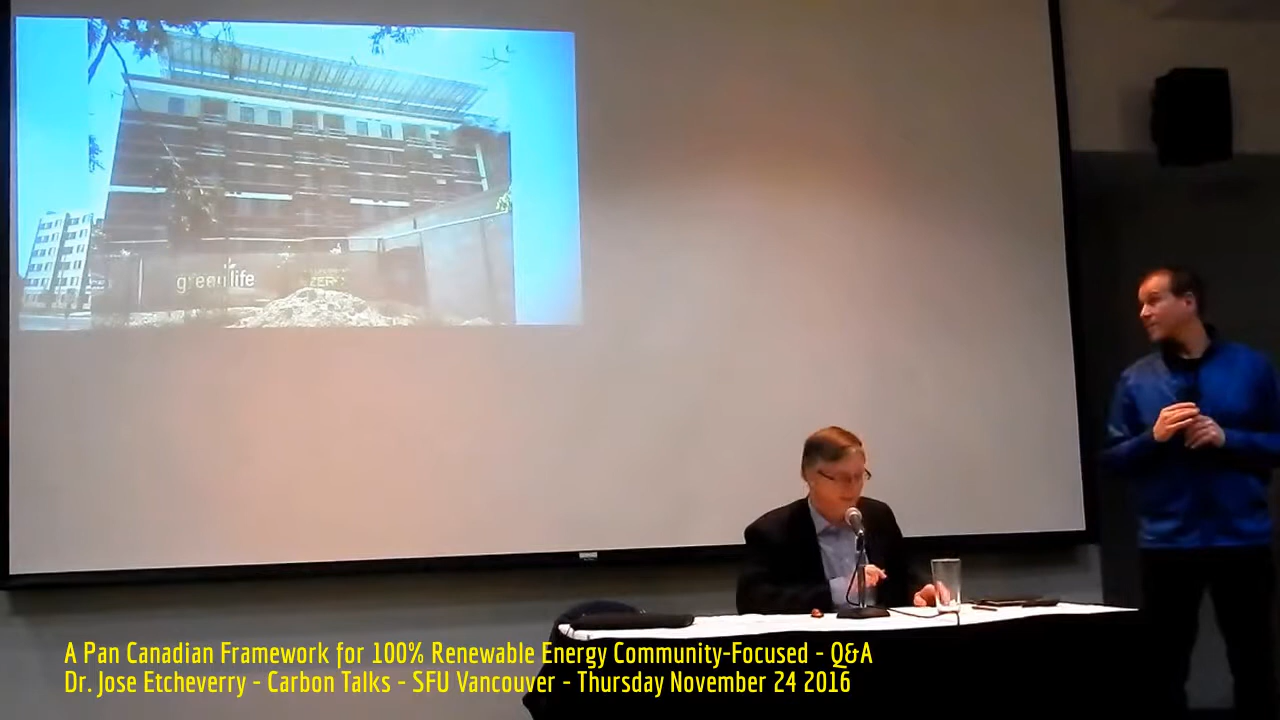 green life
ZERO
A Pan Canadian Framework for 100% Renewable Energy Community-Focused - Q&A
Dr. Jose Etcheverry - Carbon Talks - SFU Vancouver - Thursday November 24 2016